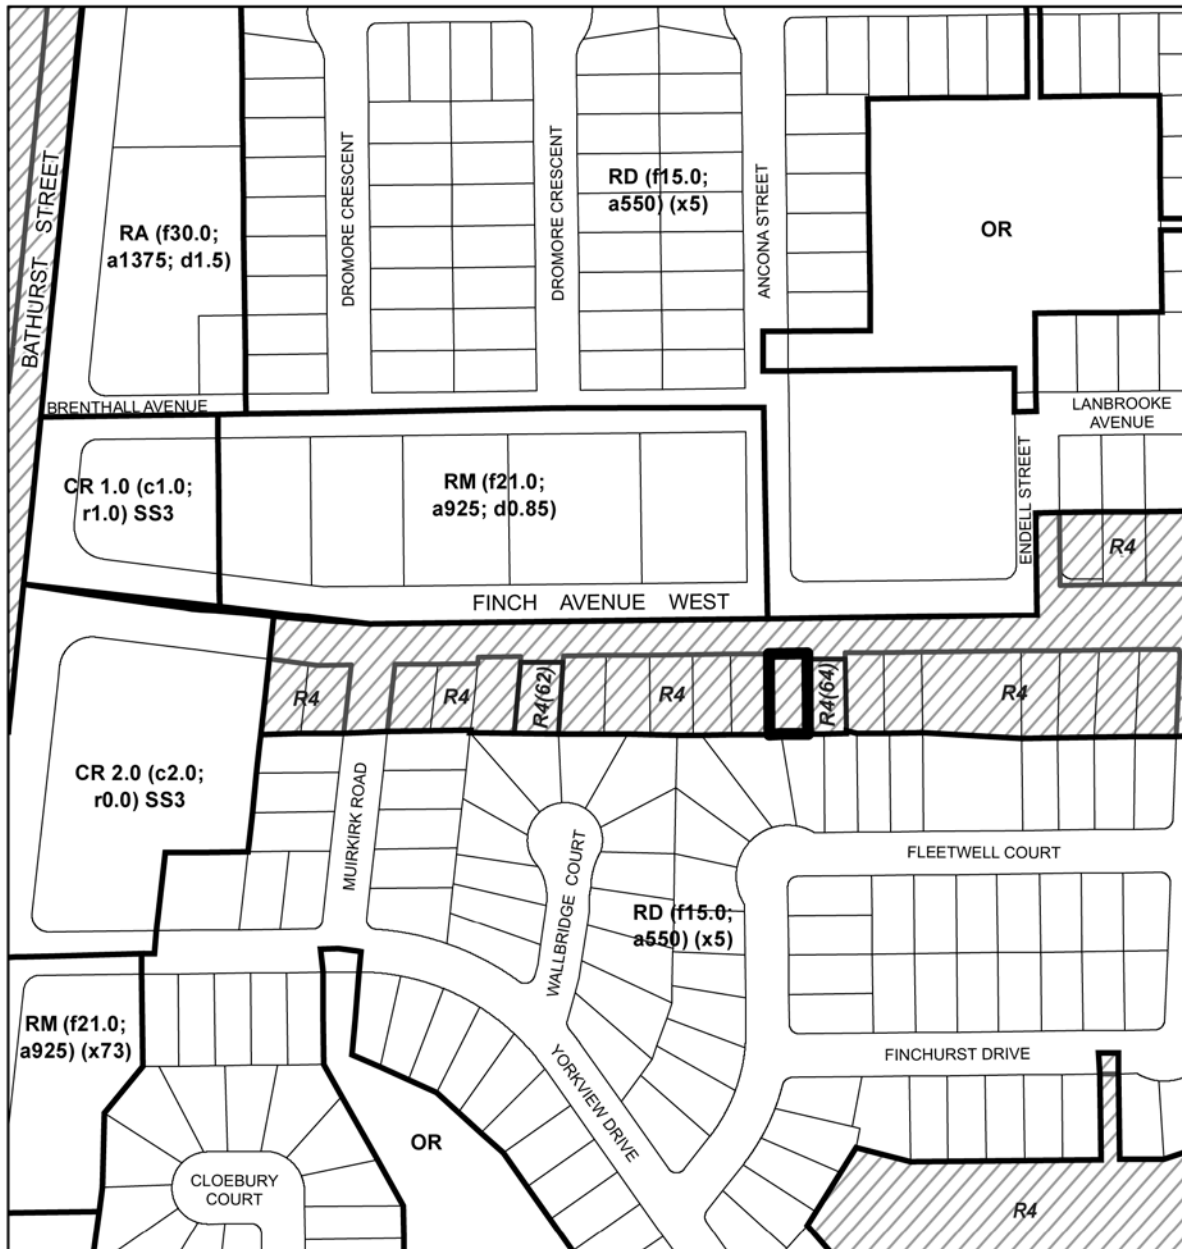 BATHURST STREET
RA (f30.0;
a1375; d1.5)
DROMORE CRESCENT
DROMORE CRESCENT
RD (f15.0;
a550) (x5)
ANCONA STREET
OR
BRENTHALL AVENUE
LANBROOKE
AVENUE
CR 1.0 (c1.0;
r1.0) SS3
RM (f21.0;
a925; d0.85)
ENDELL STREET
R4
FINCH AVENUE WEST
R4
R4
R4(62)
R4
R4(64)
R4
CR 2.0 (c2.0;
r0.0) SS3
MUIRKIRK ROAD
WALLBRIDGE COURT
FLEETWELL COURT
RD (f15.0;
a550) (x5)
RM (f21.0;
a925) (x73)
YORKVIEW DRIVE
FINCHURST DRIVE
OR
CLOEBURY
COURT
R4